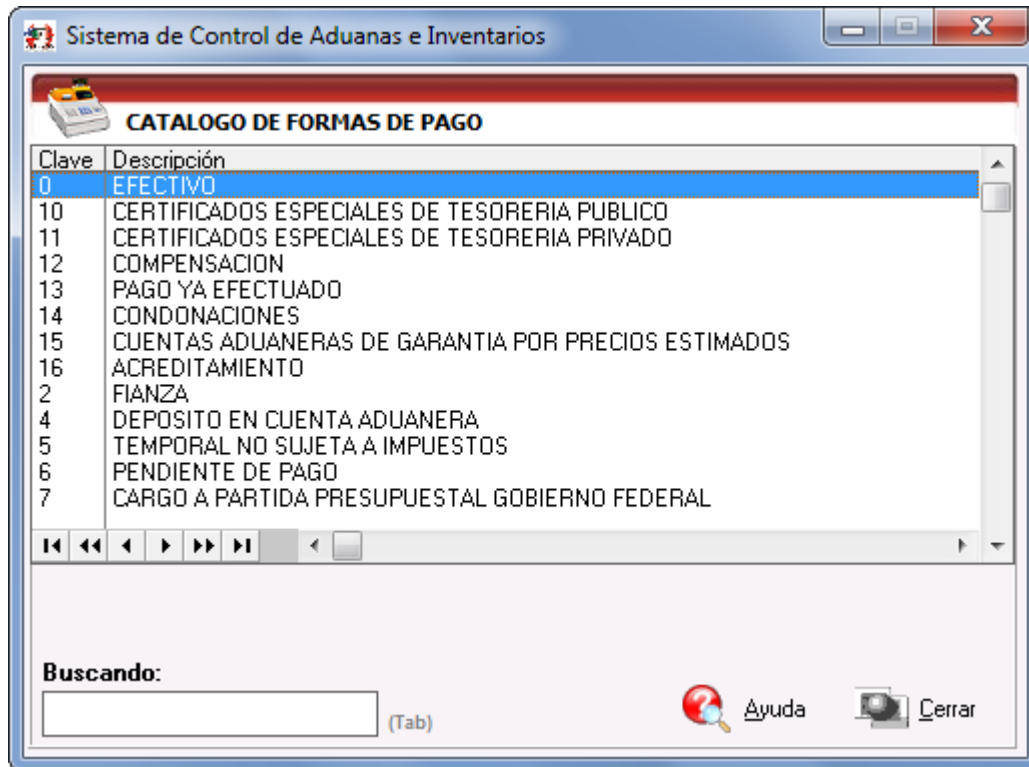 Sistema de Control de Aduanas e Inventarios
CATALOGO DE FORMAS DE PAGO
Clave Descripción
0 EFECTIVO
10 CERTIFICADOS ESPECIALES DE TESORERIA PUBLICO
11 CERTIFICADOS ESPECIALES DE TESORERIA PRIVADO
12 COMPENSACION
13 PAGO YA EFECTUADO
14 CONDONACIONES
15 CUENTAS ADUANERAS DE GARANTIA POR PRECIOS ESTIMADOS
16 ACREDITAMIENTO
2 FIANZA
4 DEPOSITO EN CUENTA ADUANERA
5 TEMPORAL NO SUJETA A IMPUESTOS
6 PENDIENTE DE PAGO
7 CARGO A PARTIDA PRESUPUESTAL GOBIERNO FEDERAL
Buscando:
(Tab) Ayuda Cerrar